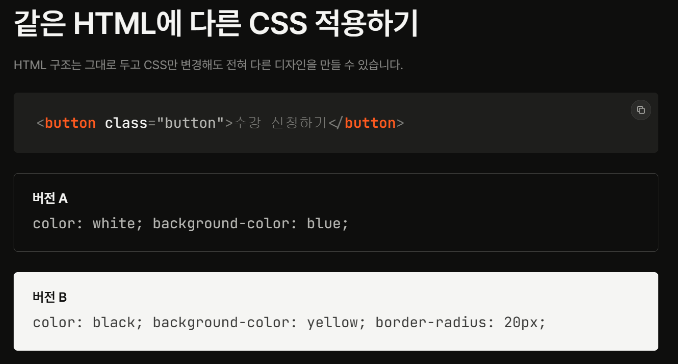 같은 HTML에 다른 CSS 적용하기
HTML 구조는 그대로 두고 CSS만 변경해도 전혀 다른 디자인을 만들 수 있습니다.
<button class="button">수강 신청하기</button>
버전 A
color: white; background-color: blue;
버전 B
color: black; background-color: yellow; border-radius: 20px;